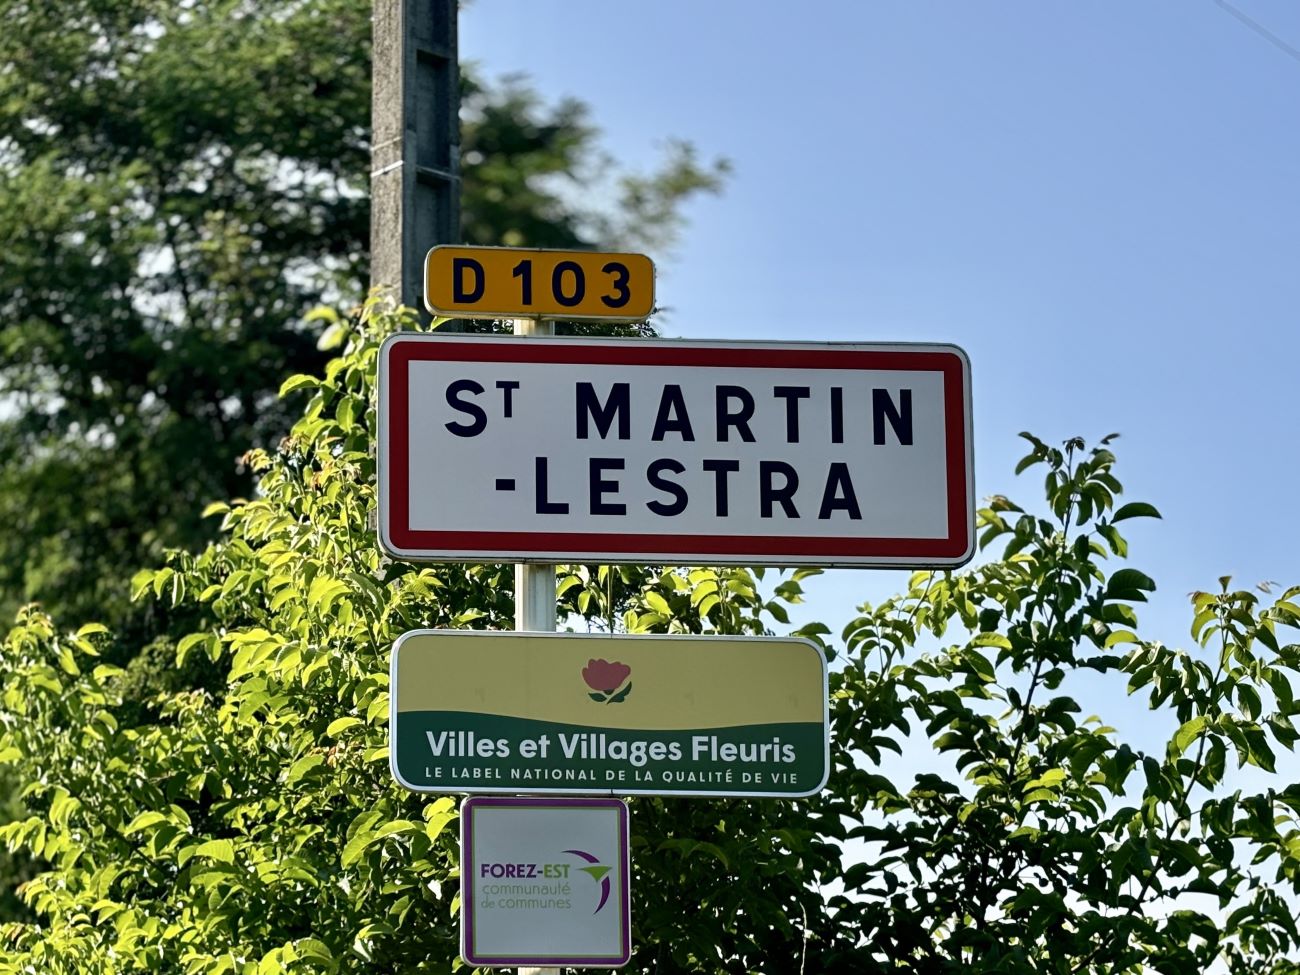 D 103
ST MARTIN
-LESTRA
Villes et Villages Fleuris
LE LABEL NATIONAL DE LA QUALITÉ DE VIE
FOREZ-EST
communauté
de communes